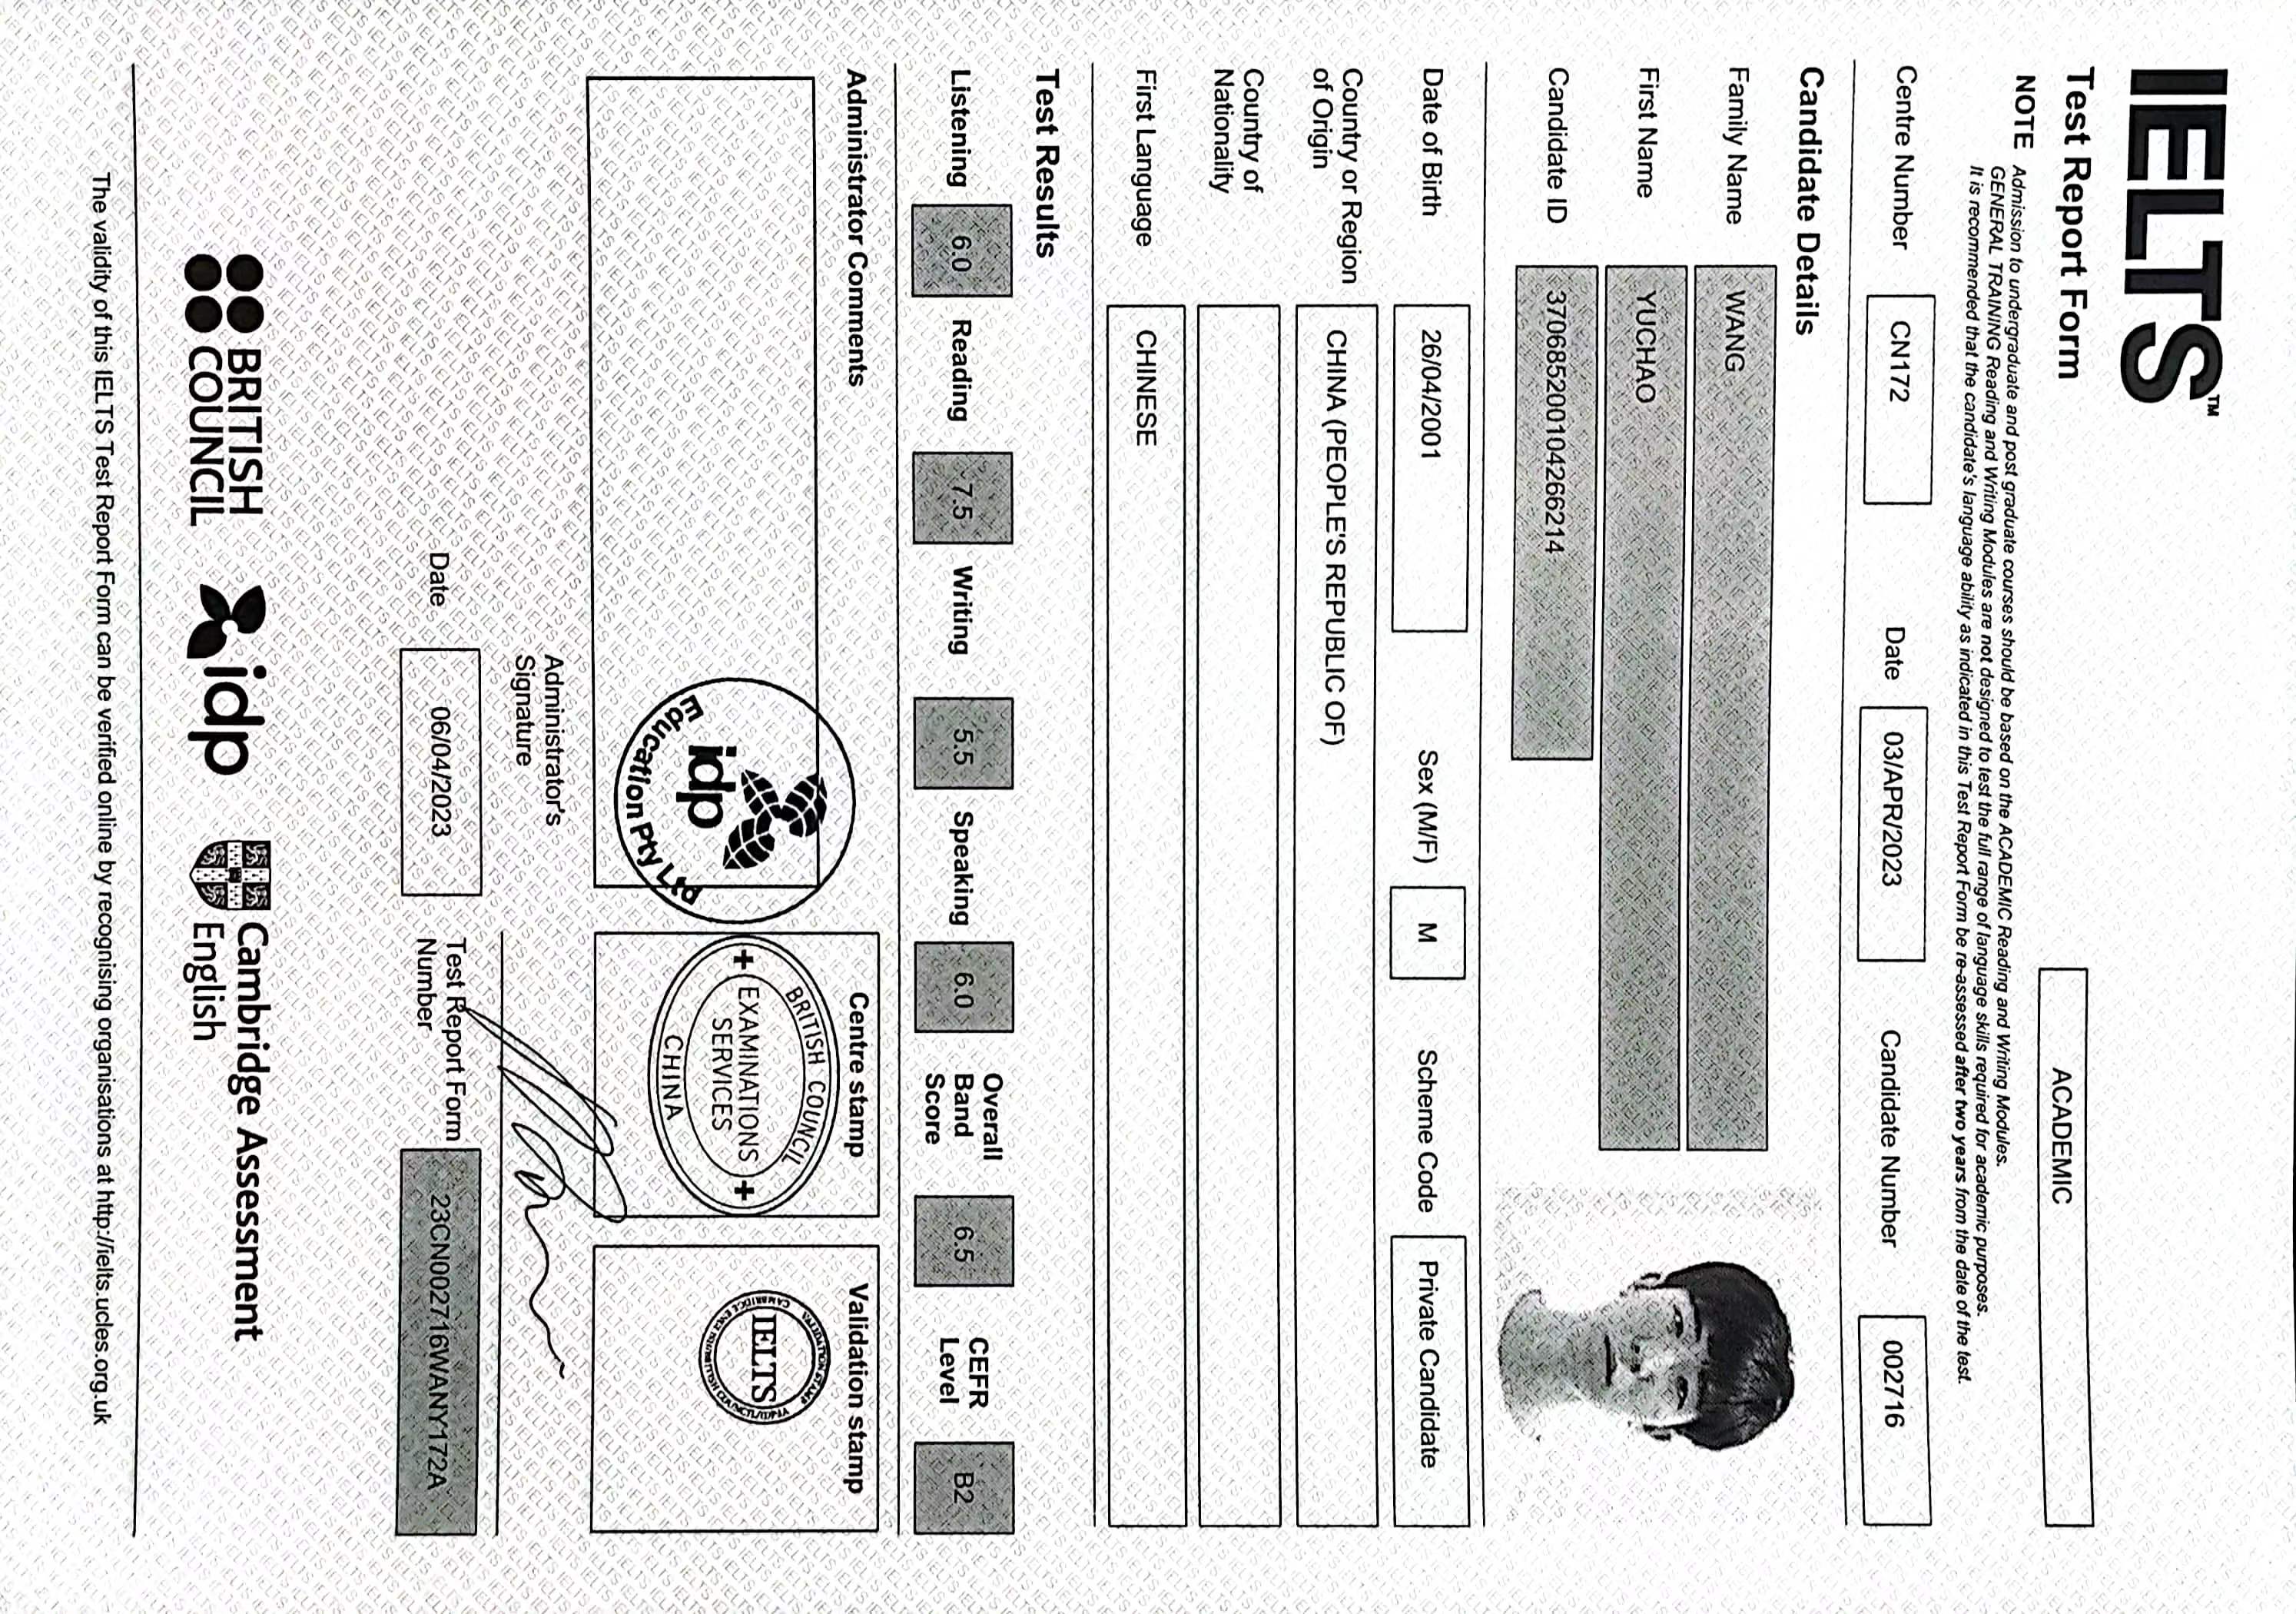 IELTS™
Test Report Form
ACADEMIC
NOTE Admission to undergraduate and post graduate courses should be based on the ACADEMIC Reading and Writing Modules.
GENERAL TRAINING Reading and Writing Modules are not designed to test the full range of language skills required for academic purposes.
It is recommended that the candidate's language ability as indicated in this Test Report Form be re-assessed after two years from the date of the test.
Centre Number CN172 Date 03/APR/2023 Candidate Number 002716
Candidate Details
Family Name WANG
First Name YUCHAO
Candidate ID 370685200104266214
Date of Birth 26/04/2001 Sex (M/F) M Scheme Code Private Candidate
Country or Region
of Origin
CHINA (PEOPLE'S REPUBLIC OF)
Country of
Nationality
First Language CHINESE
Test Results
Listening 6.0 Reading 7.5 Writing 5.5 Speaking 6.0
Overall
Band
Score
6.5
CEFR
Level
B2
Administrator Comments
idp
Education Pty Ltd
Centre stamp
BRITISH COUNCIL
EXAMINATIONS
SERVICES
CHINA
Validation stamp
VALIDATION STAMP
IELTS
Administrator's
Signature
Date 06/04/2023
Test Report Form
Number
23CN002716WANY172A
BRITISH
COUNCIL
idp
Cambridge Assessment
English
The validity of this IELTS Test Report Form can be verified online by recognising organisations at http://ielts.ucles.org.uk